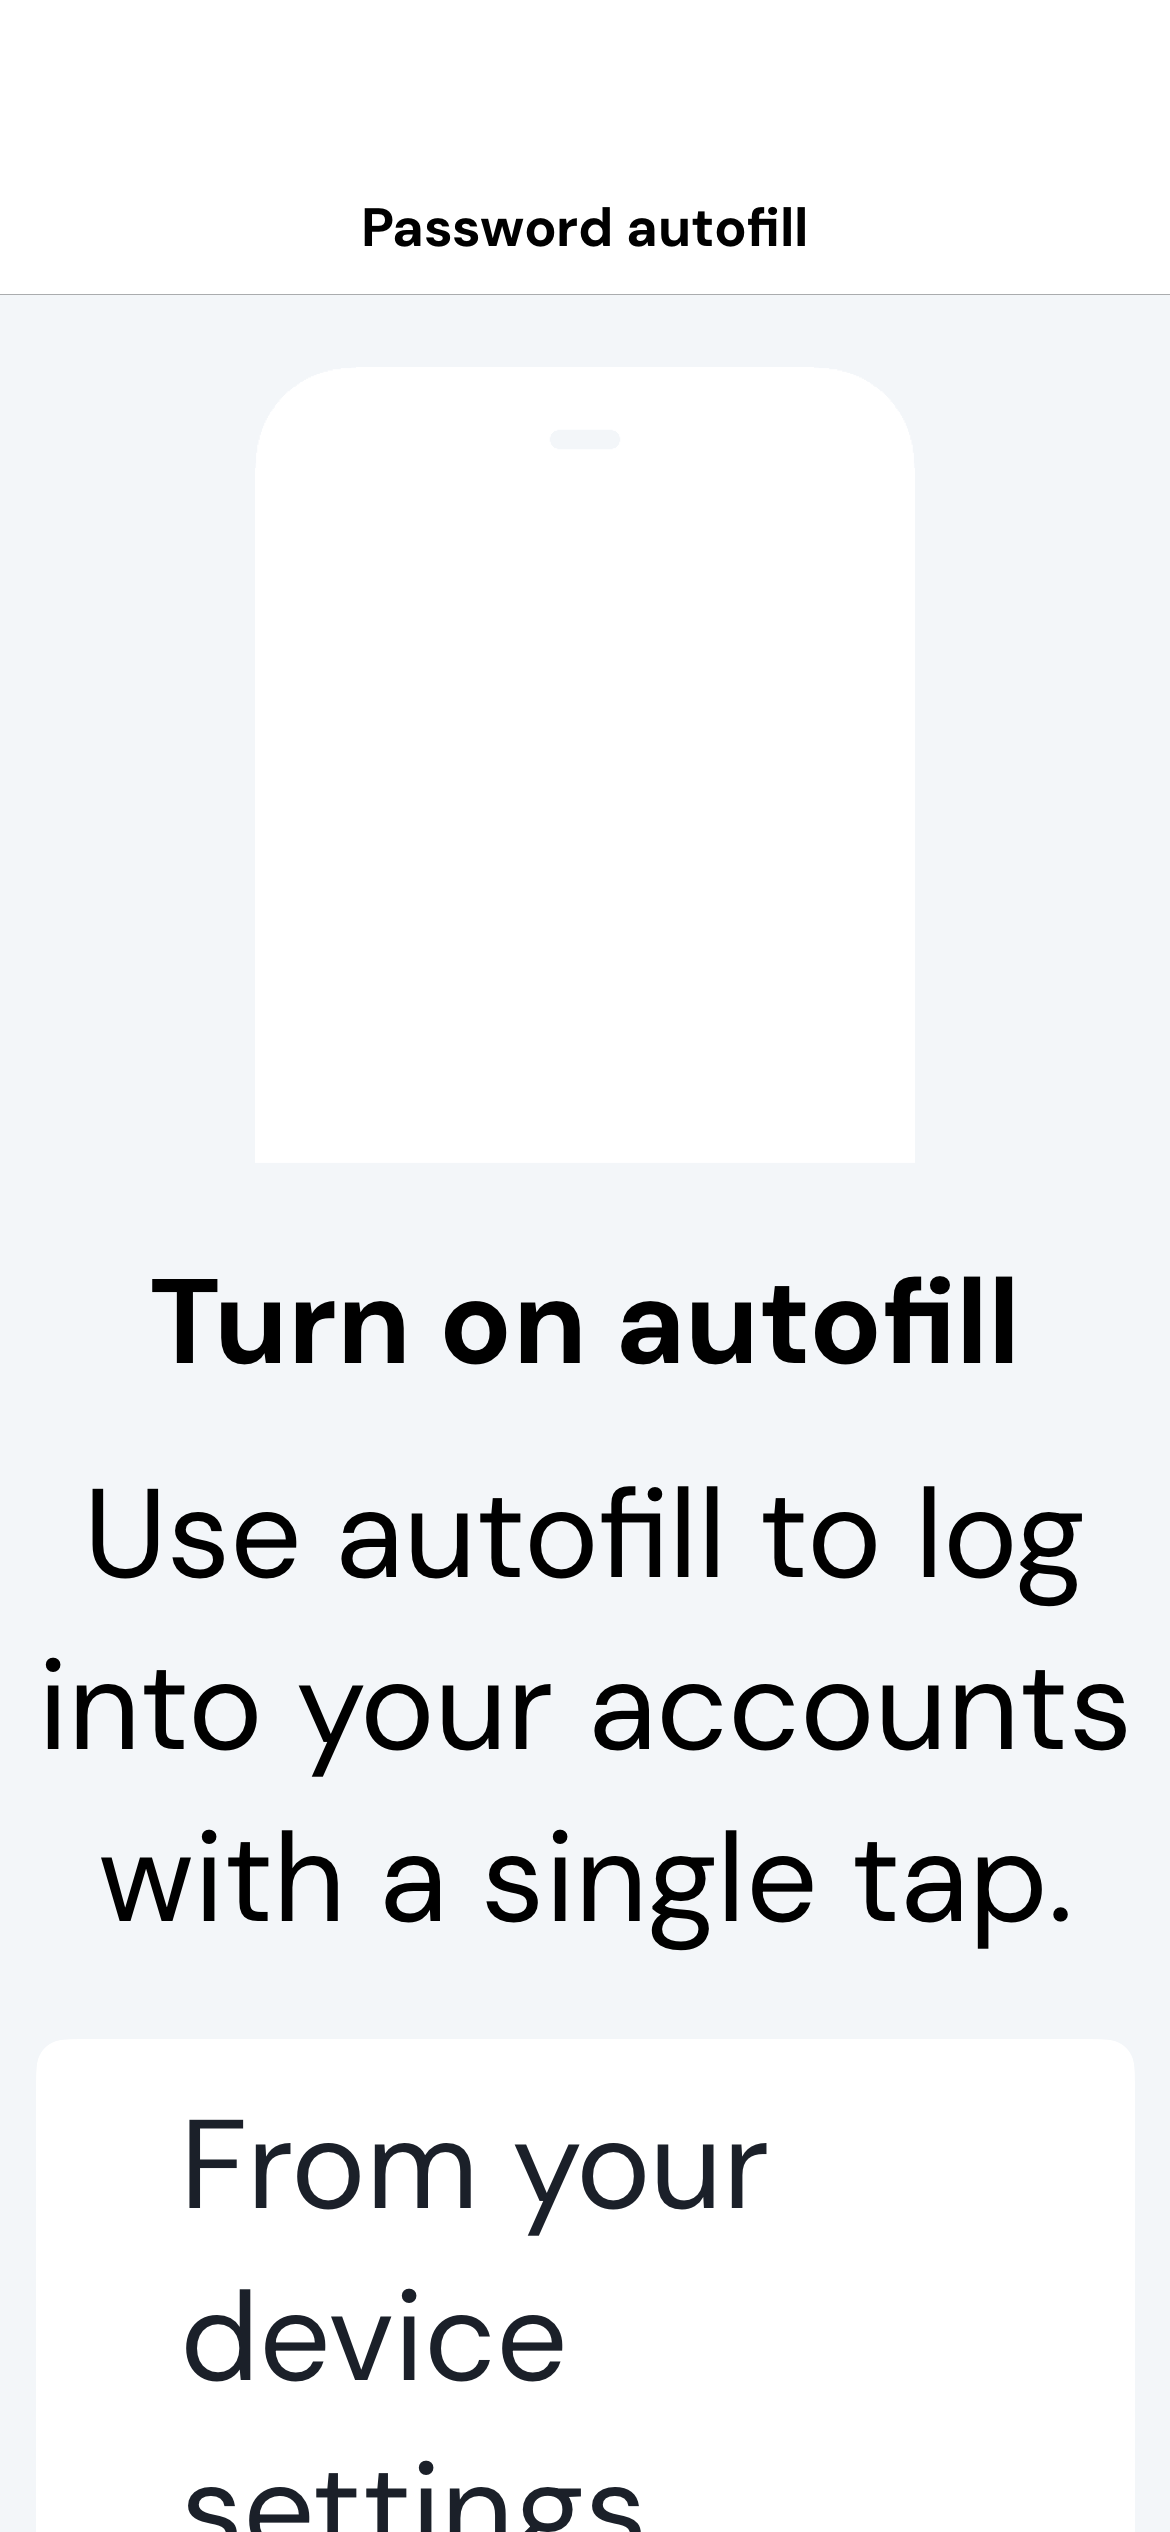 Password autofill
Turn on autofill
Use autofill to log
into your accounts
with a single tap.
From your
device
settings